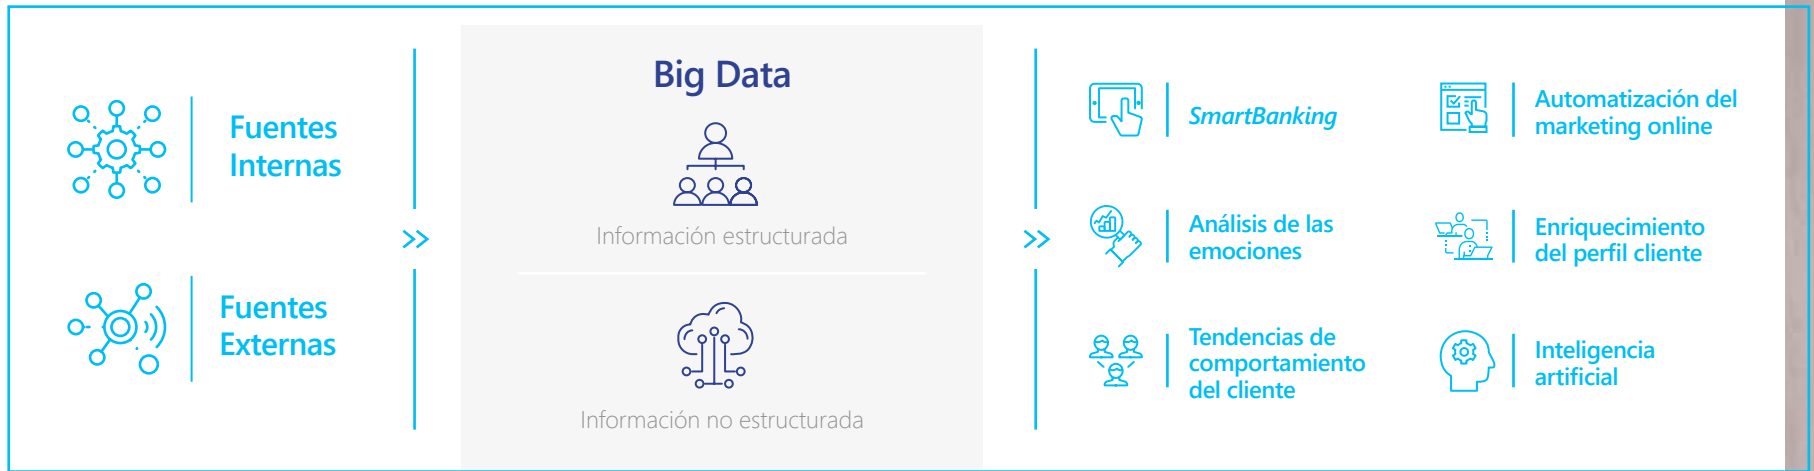 Fuentes
Internas
Fuentes
Externas
Big Data
Información estructurada
Información no estructurada
SmartBanking
Análisis de las
emociones
Tendencias de
comportamiento
del cliente
Automatización del
marketing online
Enriquecimiento
del perfil cliente
Inteligencia
artificial